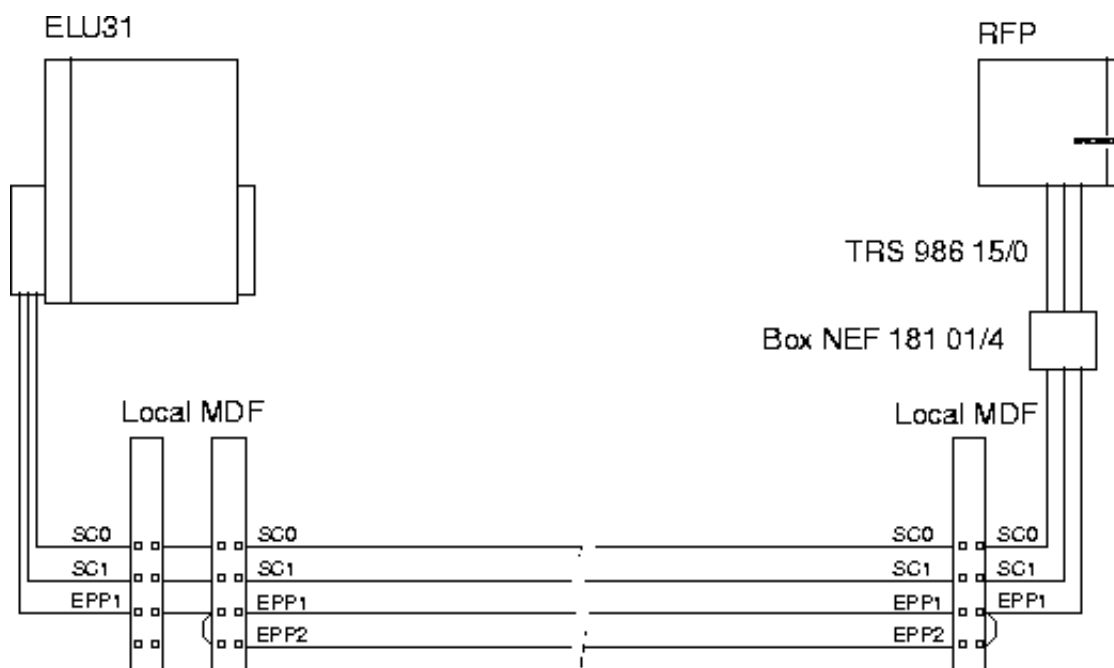 ELU31
RFP
TRS 986 15/0
Box NEF 181 01/4
Local MDF
Local MDF
SC0 SC0 SC0 SC0
SC1 SC1 SC1 SC1
EPP1 EPP1 EPP1 EPP1
EPP2 EPP2